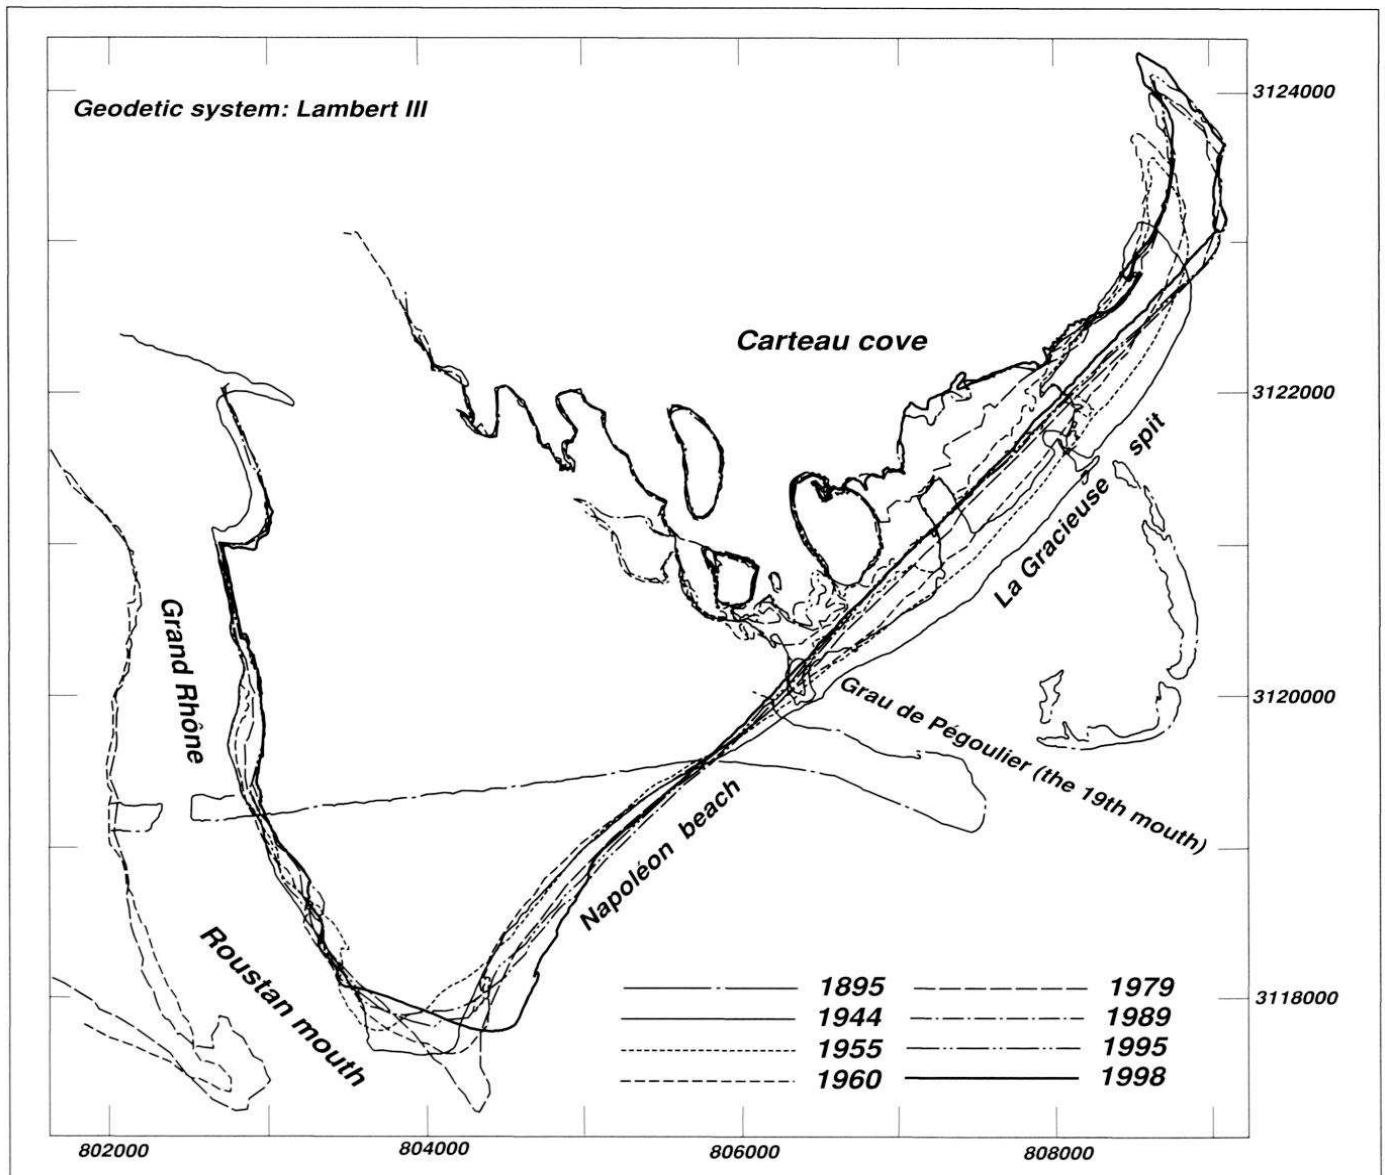 Geodetic system: Lambert III
3124000
Carteau cove
3122000
La Gracieuse spit
Grand Rhône
3120000
Grau de Pégoulier (the 19th mouth)
Napoléon beach
Roustan mouth
3118000
1895
1944
1955
1960
1979
1989
1995
1998
802000
804000
806000
808000